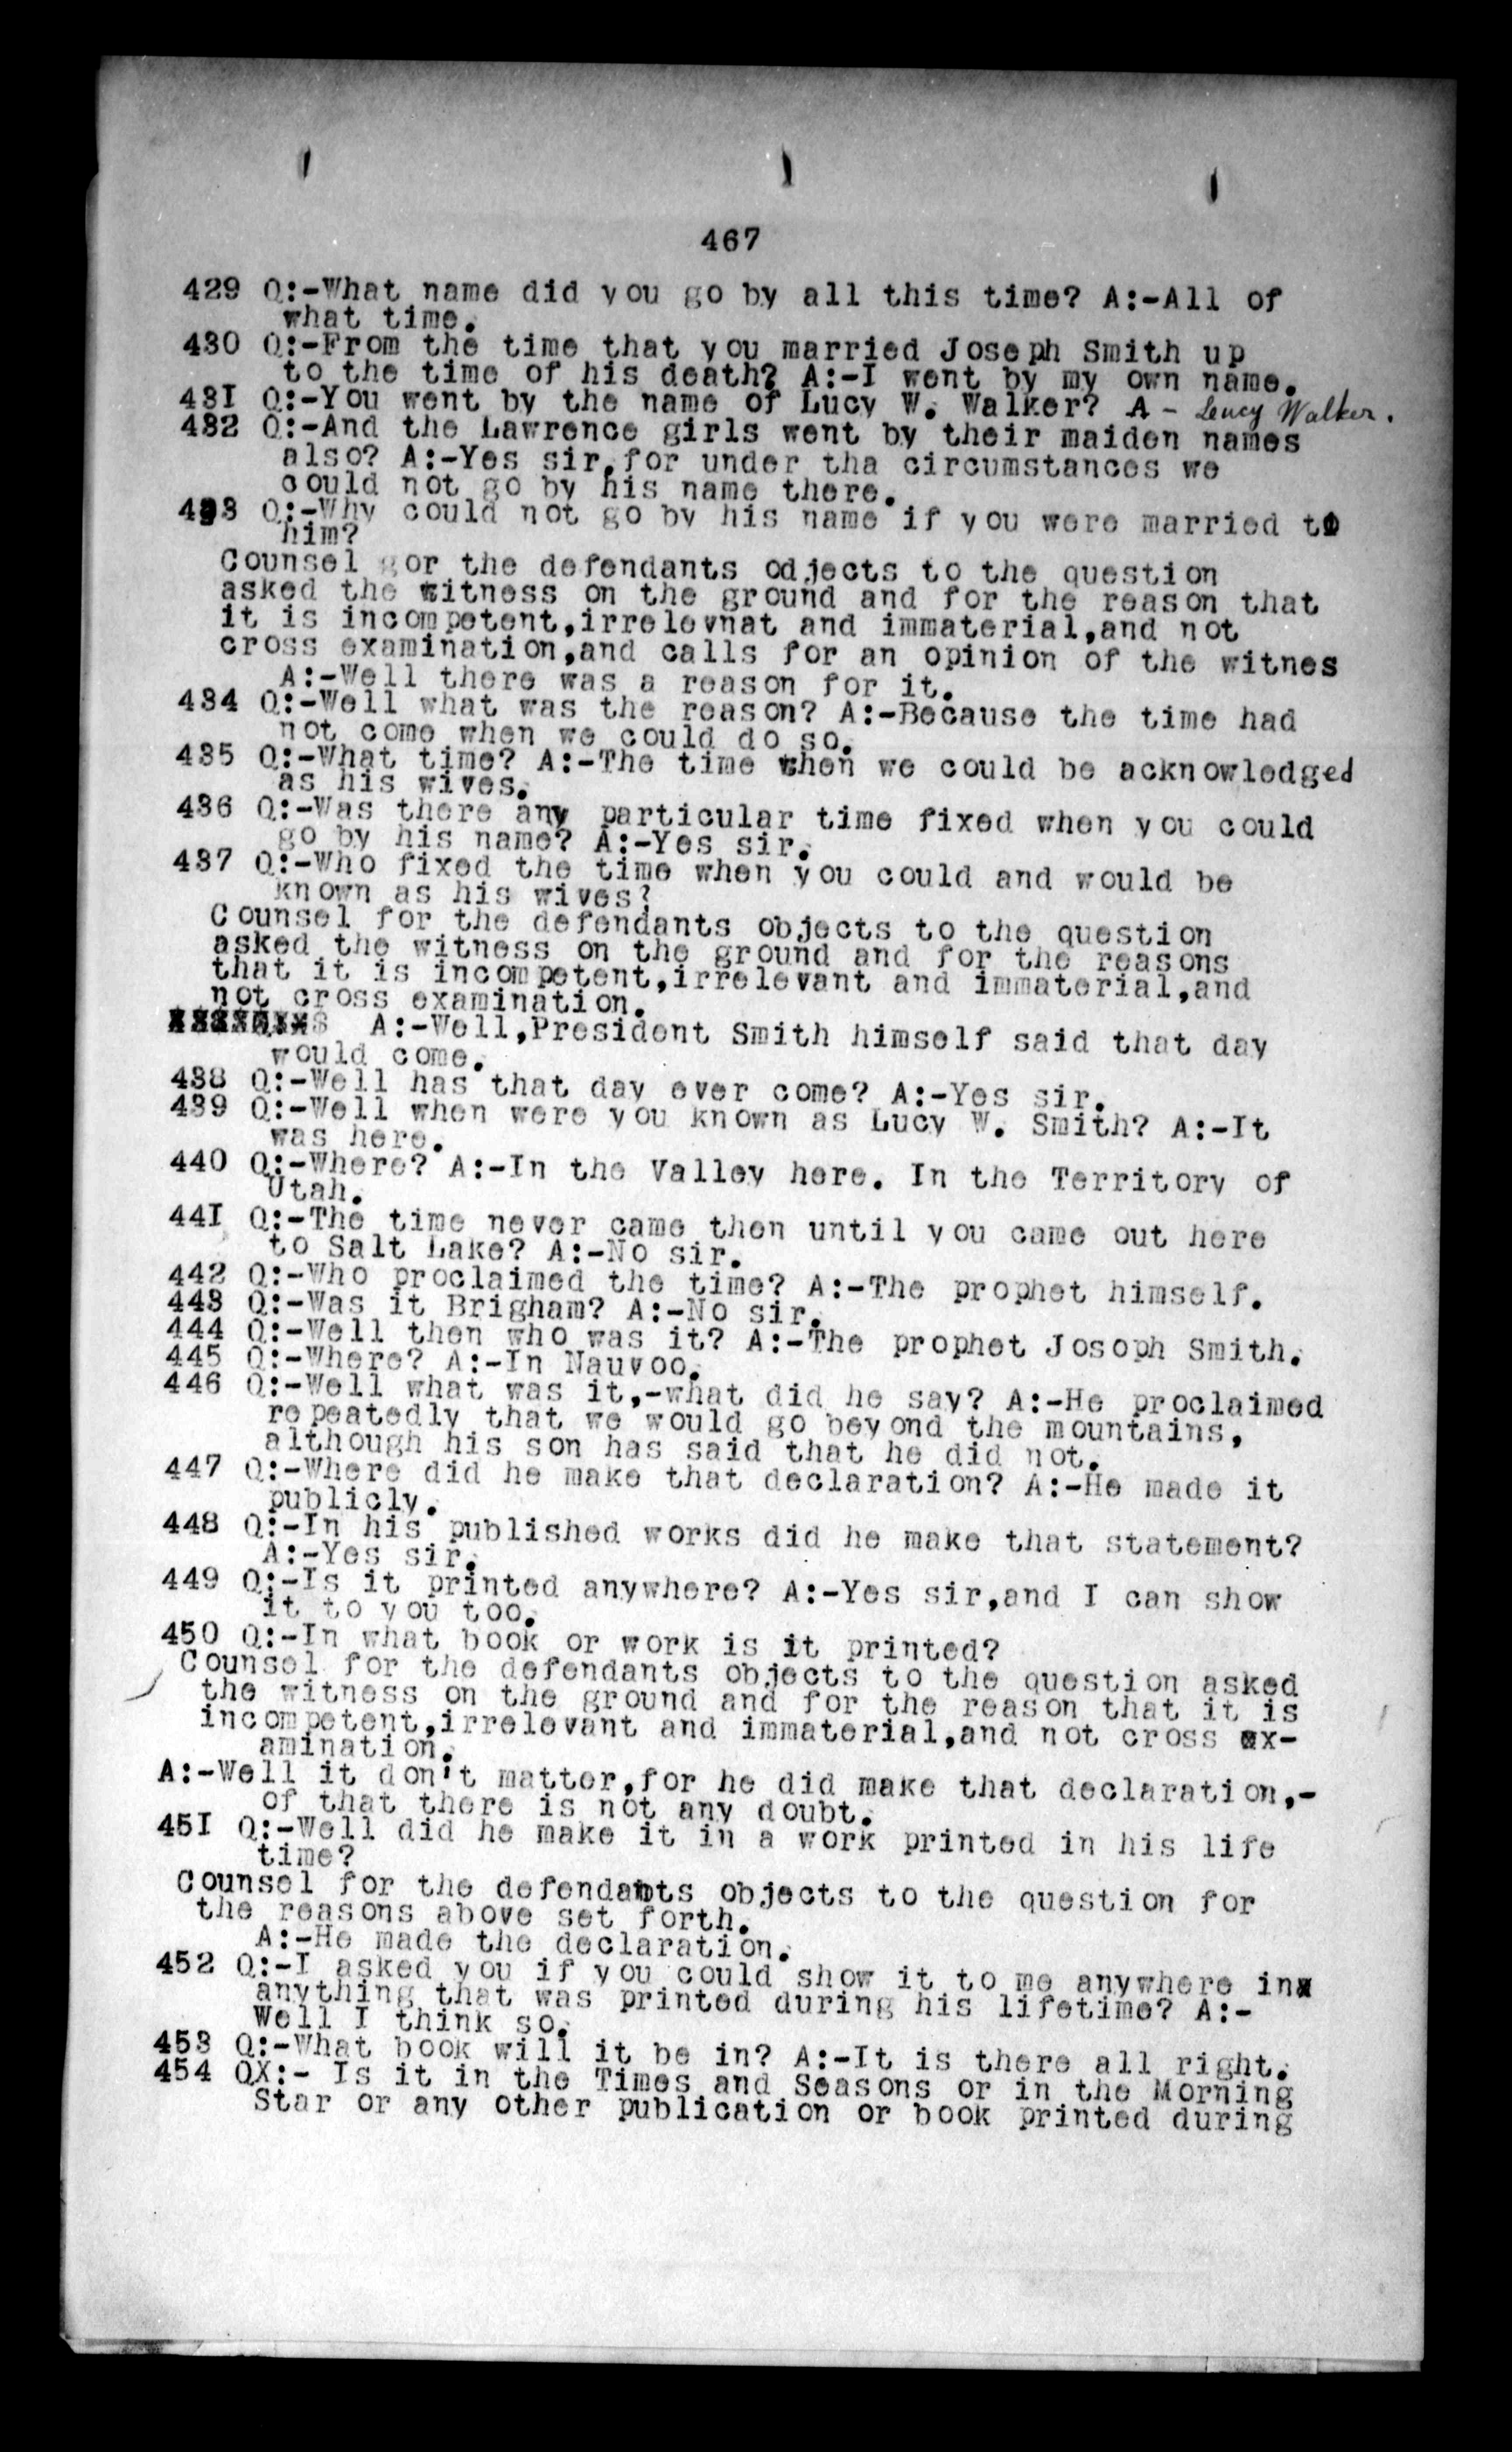 467
429 Q:-What name did you go by all this time? A:-All of
what time.
430 Q:-From the time that you married Joseph Smith up
to the time of his death? A:-I went by my own name.
431 Q:-You went by the name of Lucy W. Walker? A - Lucy Walker.
432 Q:-And the Lawrence girls went by their maiden names
also? A:-Yes sir,for under tha circumstances we
could not go by his name there.
433 Q:-Why could not go by his name if you were married to
him?
Counsel gor the defendants odjects to the question
asked the witness on the ground and for the reason that
it is incompetent,irrelevnat and immaterial,and not
cross examination,and calls for an opinion of the witnes
A:-Well there was a reason for it.
434 Q:-Well what was the reason? A:-Because the time had
not come when we could do so.
435 Q:-What time? A:-The time when we could be acknowledged
as his wives.
436 Q:-Was there any particular time fixed when you could
go by his name? A:-Yes sir.
437 Q:-Who fixed the time when you could and would be
known as his wives?
Counsel for the defendants objects to the question
asked the witness on the ground and for the reasons
that it is incompetent,irrelevant and immaterial,and
not cross examination.
A:-Well,President Smith himself said that day
would come.
438 Q:-Well has that day ever come? A:-Yes sir.
439 Q:-Well when were you known as Lucy W. Smith? A:-It
was here.
440 Q:-Where? A:-In the Valley here. In the Territory of
Utah.
441 Q:-The time never came then until you came out here
to Salt Lake? A:-No sir.
442 Q:-Who proclaimed the time? A:-The prophet himself.
443 Q:-Was it Brigham? A:-No sir.
444 Q:-Well then who was it? A:-The prophet Josoph Smith.
445 Q:-Where? A:-In Nauvoo.
446 Q:-Well what was it,-what did he say? A:-He proclaimed
repeatedly that we would go beyond the mountains,
although his son has said that he did not.
447 Q:-Where did he make that declaration? A:-He made it
publicly.
448 Q:-In his published works did he make that statement?
A:-Yes sir.
449 Q:-Is it printed anywhere? A:-Yes sir,and I can show
it to you too.
450 Q:-In what book or work is it printed?
Counsel for the defendants objects to the question asked
the witness on the ground and for the reason that it is
incompetent,irrelevant and immaterial,and not cross ex-
amination.
A:-Well it don't matter,for he did make that declaration,-
of that there is not any doubt.
451 Q:-Well did he make it in a work printed in his life
time?
Counsel for the defendants objects to the question for
the reasons above set forth.
A:-He made the declaration.
452 Q:-I asked you if you could show it to me anywhere in
anything that was printed during his lifetime? A:-
Well I think so.
453 Q:-What book will it be in? A:-It is there all right.
454 QX:- Is it in the Times and Seasons or in the Morning
Star or any other publication or book printed during